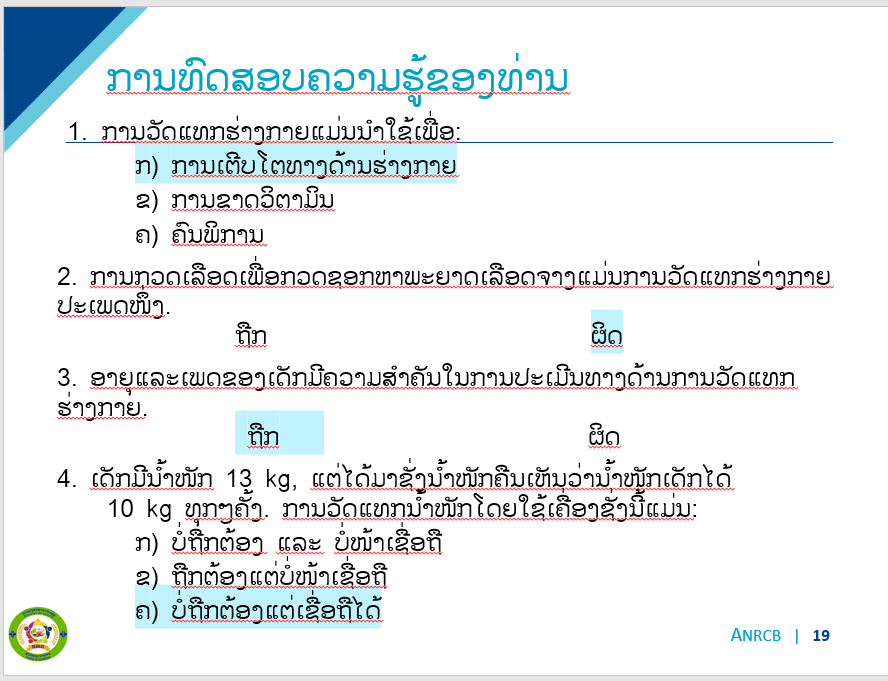 ການທົດສອບຄວາມຮູ້ຂອງທ່ານ
1. ການວັດແທກຮ່າງກາຍແມ່ນນໍາໃຊ້ເພື່ອ:
ກ) ການເຕີບໂຕທາງດ້ານຮ່າງກາຍ
ຂ) ການຂາດວິຕາມິນ
ຄ) ຄົນພິການ
2. ການກວດເລືອດເພື່ອກວດຊອກຫາພະຍາດເລືອດຈາງແມ່ນການວັດແທກຮ່າງກາຍ
ປະເພດໜຶ່ງ.
ຖືກ ຜິດ
3. ອາຍຸແລະເພດຂອງເດັກມີຄວາມສໍາຄັນໃນການປະເມີນທາງດ້ານການວັດແທກ
ຮ່າງກາຍ.
ຖືກ ຜິດ
4. ເດັກມີນໍ້າໜັກ 13 kg, ແຕ່ໄດ້ມາຊັ່ງນໍ້າໜັກຄືນເຫັນວ່ານໍ້າໜັກເດັກໄດ້
10 kg ທຸກໆຄັ້ງ. ການວັດແທກນໍ້າໜັກໂດຍໃຊ້ເຄື່ອງຊັ່ງນີ້ແມ່ນ:
ກ) ບໍ່ຖືກຕ້ອງ ແລະ ບໍ່ໜ້າເຊື່ອຖື
ຂ) ຖືກຕ້ອງແຕ່ບໍ່ໜ້າເຊື່ອຖື
ຄ) ບໍ່ຖືກຕ້ອງແຕ່ເຊື່ອຖືໄດ້
ANRCB | 19